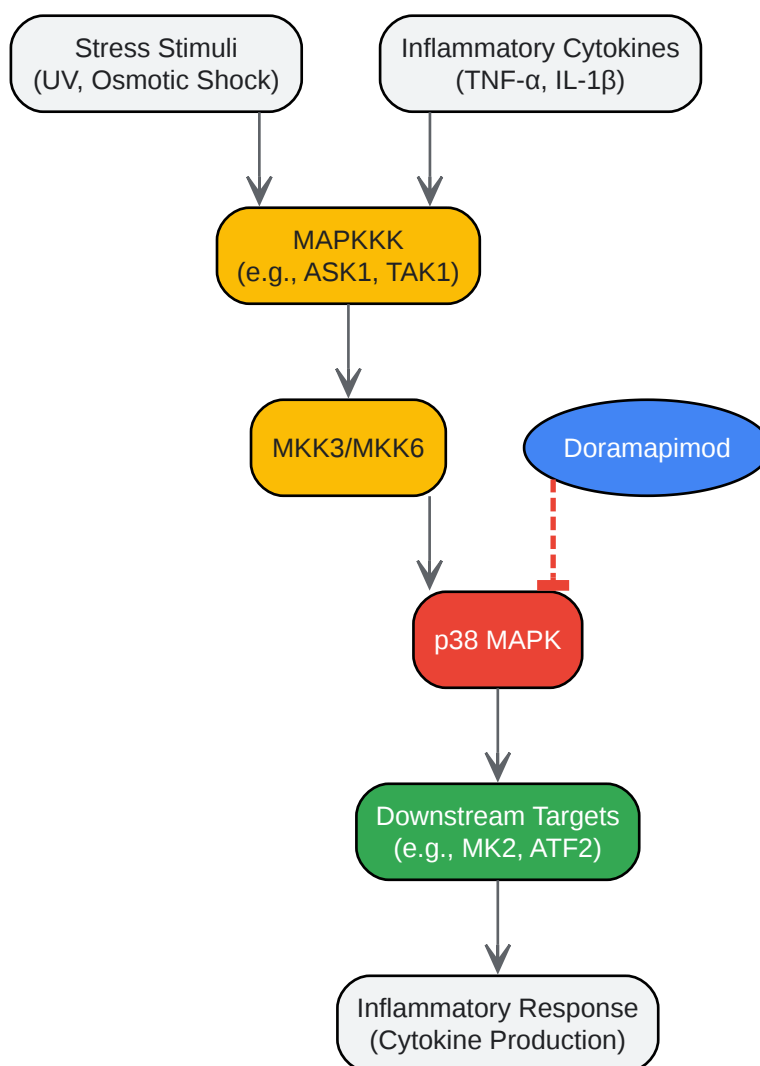 Stress Stimuli
(UV, Osmotic Shock)
Inflammatory Cytokines
(TNF-α, IL-1β)
MAPKKK
(e.g., ASK1, TAK1)
MKK3/MKK6
Doramapimod
p38 MAPK
Downstream Targets
(e.g., MK2, ATF2)
Inflammatory Response
(Cytokine Production)